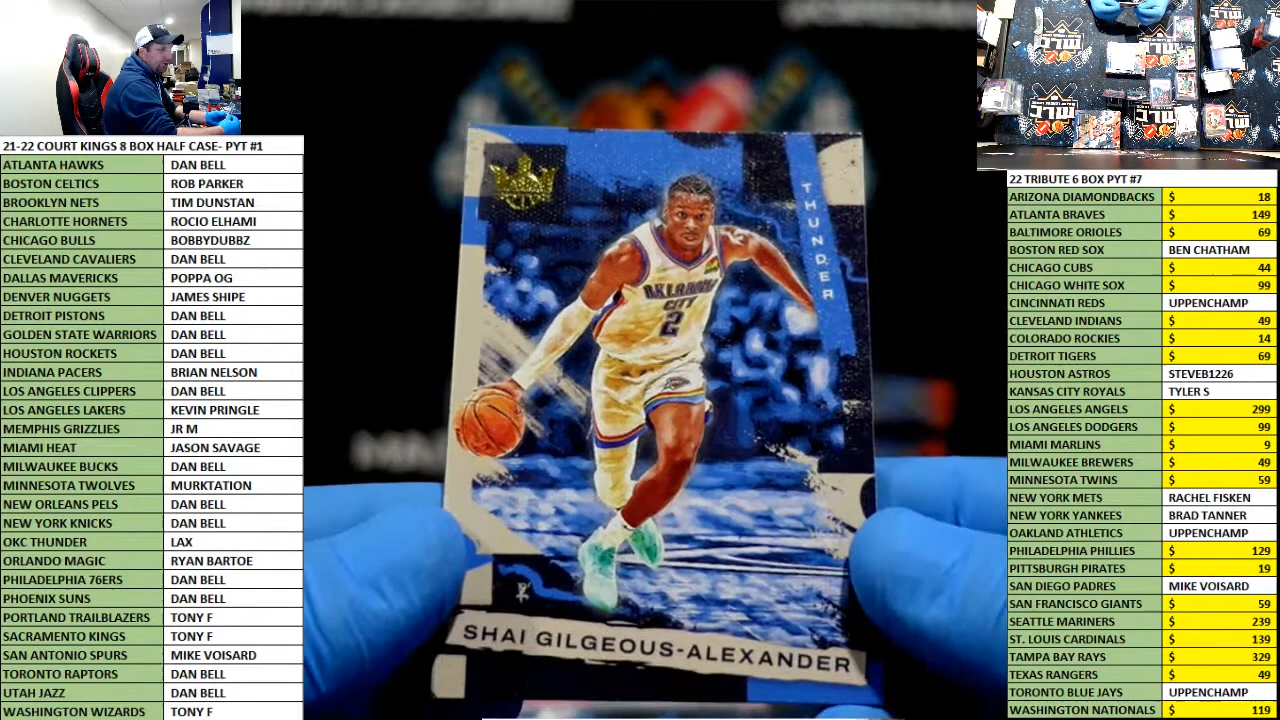 21-22 COURT KINGS 8 BOX HALF CASE- PYT #1
ATLANTA HAWKS DAN BELL
BOSTON CELTICS ROB PARKER
BROOKLYN NETS TIM DUNSTAN
CHARLOTTE HORNETS ROCIO ELHAMI
CHICAGO BULLS BOBBYDUBBZ
CLEVELAND CAVALIERS DAN BELL
DALLAS MAVERICKS POPPA OG
DENVER NUGGETS JAMES SHIPE
DETROIT PISTONS DAN BELL
GOLDEN STATE WARRIORS DAN BELL
HOUSTON ROCKETS DAN BELL
INDIANA PACERS BRIAN NELSON
LOS ANGELES CLIPPERS DAN BELL
LOS ANGELES LAKERS KEVIN PRINGLE
MEMPHIS GRIZZLIES JR M
MIAMI HEAT JASON SAVAGE
MILWAUKEE BUCKS DAN BELL
MINNESOTA TWOLVES MURKTATION
NEW ORLEANS PELS DAN BELL
NEW YORK KNICKS DAN BELL
OKC THUNDER LAX
ORLANDO MAGIC RYAN BARTOE
PHILADELPHIA 76ERS DAN BELL
PHOENIX SUNS DAN BELL
PORTLAND TRAILBLAZERS TONY F
SACRAMENTO KINGS TONY F
SAN ANTONIO SPURS MIKE VOISARD
TORONTO RAPTORS DAN BELL
UTAH JAZZ DAN BELL
WASHINGTON WIZARDS TONY F
THUNDER
OKLAHOMA
CITY
2
SHAI GILGEOUS-ALEXANDER
22 TRIBUTE 6 BOX PYT #7
ARIZONA DIAMONDBACKS $ 18
ATLANTA BRAVES $ 149
BALTIMORE ORIOLES $ 69
BOSTON RED SOX BEN CHATHAM
CHICAGO CUBS $ 44
CHICAGO WHITE SOX $ 99
CINCINNATI REDS UPPENCHAMP
CLEVELAND INDIANS $ 49
COLORADO ROCKIES $ 14
DETROIT TIGERS $ 69
HOUSTON ASTROS STEVEB1226
KANSAS CITY ROYALS TYLER S
LOS ANGELES ANGELS $ 299
LOS ANGELES DODGERS $ 99
MIAMI MARLINS $ 9
MILWAUKEE BREWERS $ 49
MINNESOTA TWINS $ 59
NEW YORK METS RACHEL FISKEN
NEW YORK YANKEES BRAD TANNER
OAKLAND ATHLETICS UPPENCHAMP
PHILADELPHIA PHILLIES $ 129
PITTSBURGH PIRATES $ 19
SAN DIEGO PADRES MIKE VOISARD
SAN FRANCISCO GIANTS $ 59
SEATTLE MARINERS $ 239
ST. LOUIS CARDINALS $ 139
TAMPA BAY RAYS $ 329
TEXAS RANGERS $ 49
TORONTO BLUE JAYS UPPENCHAMP
WASHINGTON NATIONALS $ 119